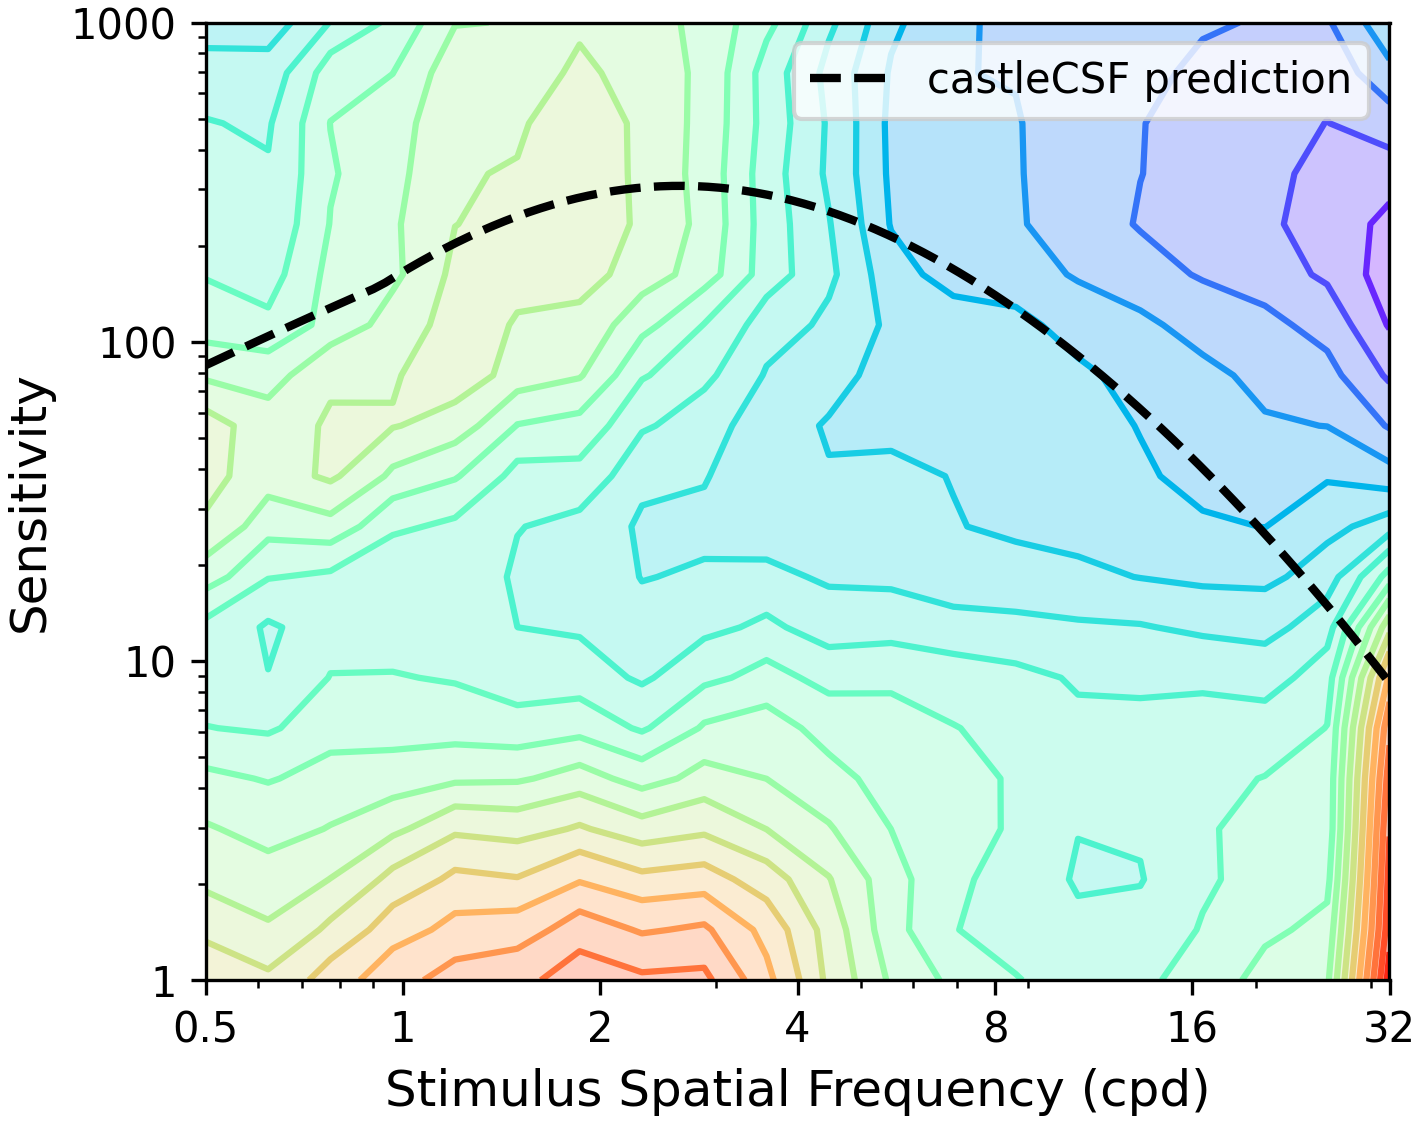 1000
castleCSF prediction
100
Sensitivity
10
1
0.5 1 2 4 8 16 32
Stimulus Spatial Frequency (cpd)